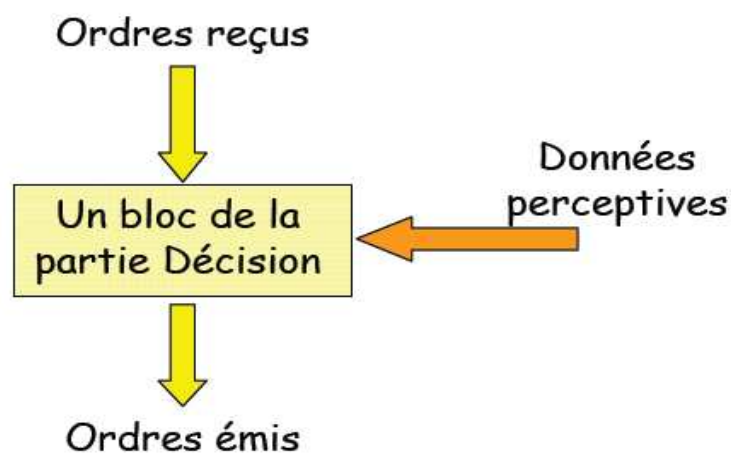 Ordres reçus
Données
perceptives
Un bloc de la
partie Décision
Ordres émis